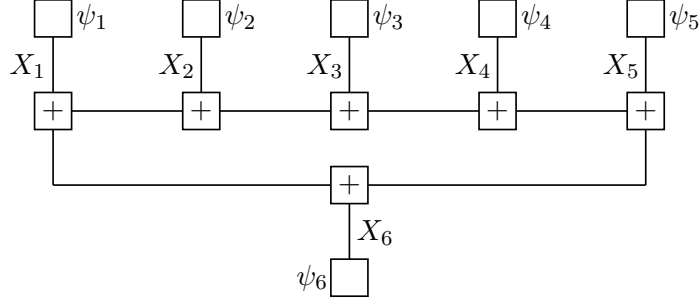 ψ₁ ψ₂ ψ₃ ψ₄ ψ₅
X₁ X₂ X₃ X₄ X₅
+ + + + +
+
X₆
ψ₆